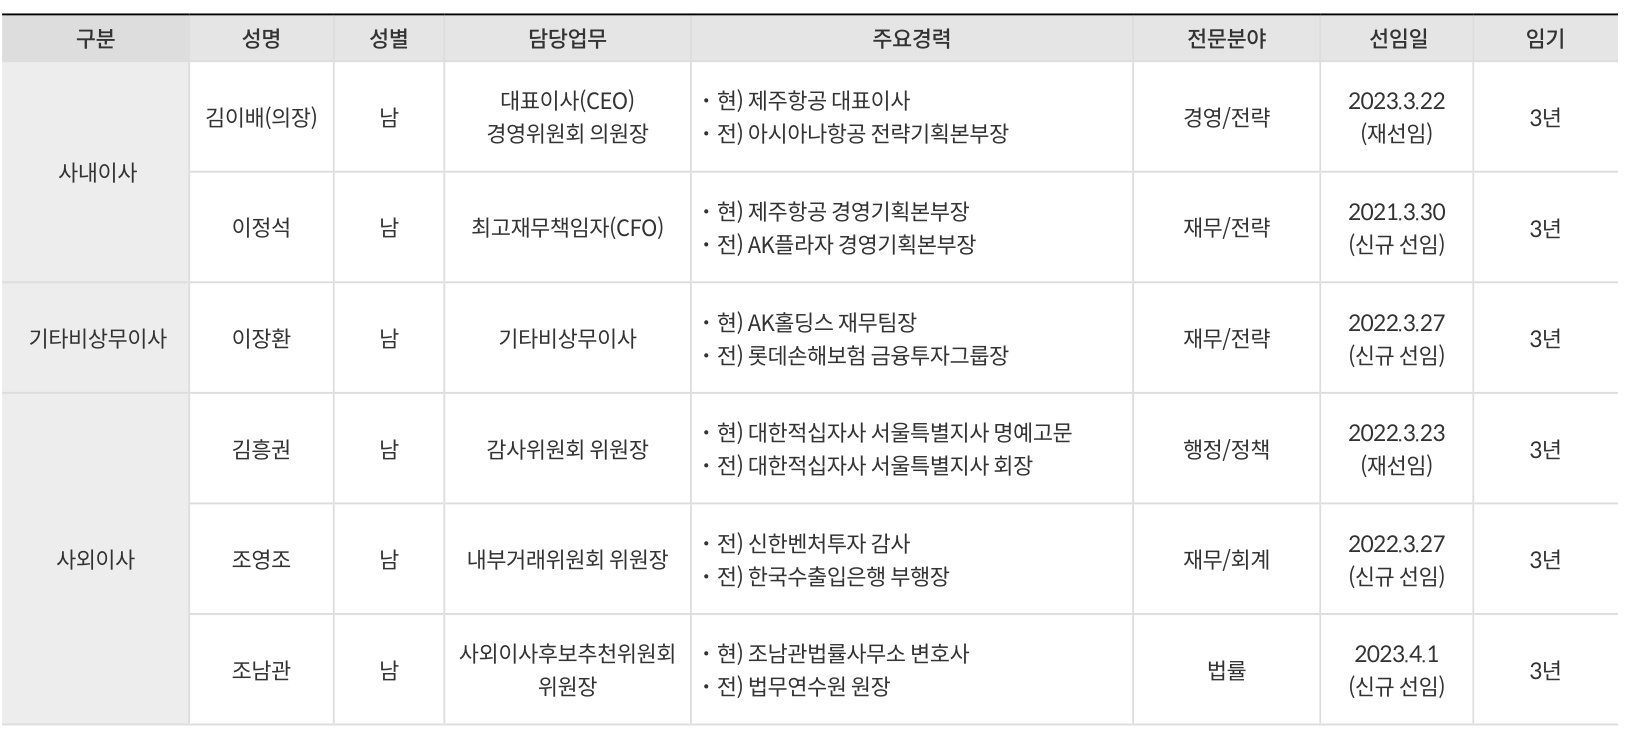 구분 성명 성별 담당업무 주요경력 전문분야 선임일 임기
사내이사
김이배(의장) 남
대표이사(CEO)
경영위원회 의원장
· 현) 제주항공 대표이사
· 전) 아시아나항공 전략기획본부장
경영/전략
2023.3.22
(재선임)
3년
이정석 남 최고재무책임자(CFO)
· 현) 제주항공 경영기획본부장
· 전) AK플라자 경영기획본부장
재무/전략
2021.3.30
(신규 선임)
3년
기타비상무이사 이장환 남 기타비상무이사
· 현) AK홀딩스 재무팀장
· 전) 롯데손해보험 금융투자그룹장
재무/전략
2022.3.27
(신규 선임)
3년
사외이사
김흥권 남 감사위원회 위원장
· 현) 대한적십자사 서울특별지사 명예고문
· 전) 대한적십자사 서울특별지사 회장
행정/정책
2022.3.23
(재선임)
3년
조영조 남 내부거래위원회 위원장
· 전) 신한벤처투자 감사
· 전) 한국수출입은행 부행장
재무/회계
2022.3.27
(신규 선임)
3년
조남관 남
사외이사후보추천위원회
위원장
· 현) 조남관법률사무소 변호사
· 전) 법무연수원 원장
법률
2023.4.1
(신규 선임)
3년